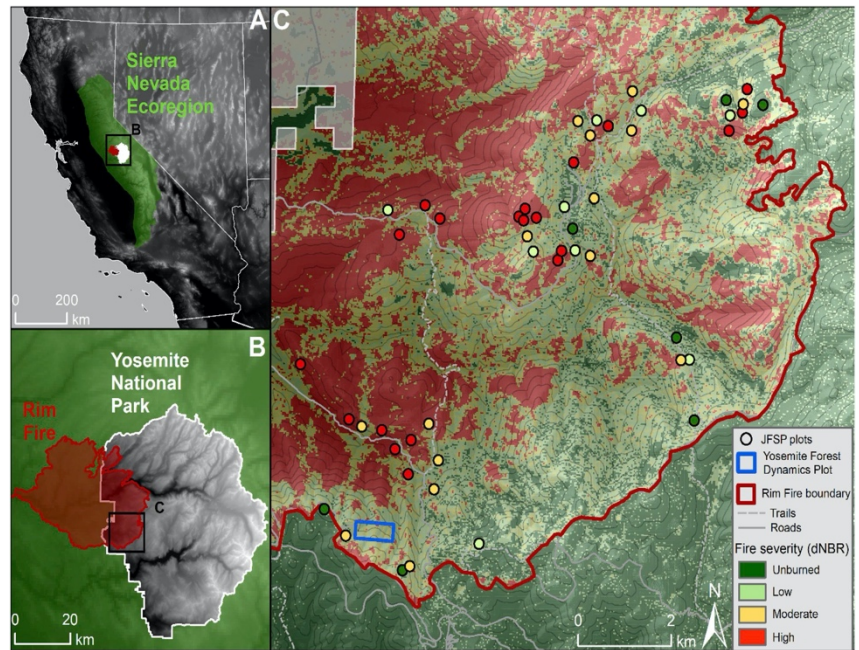 A
Sierra
Nevada
Ecoregion
B
0 200
km
B
Yosemite
National
Park
Rim
Fire
C
0 20
km
C
JFSP plots
Yosemite Forest
Dynamics Plot
Rim Fire boundary
Trails
Roads
Fire severity (dNBR)
Unburned
Low
Moderate
High
N
0 2
km